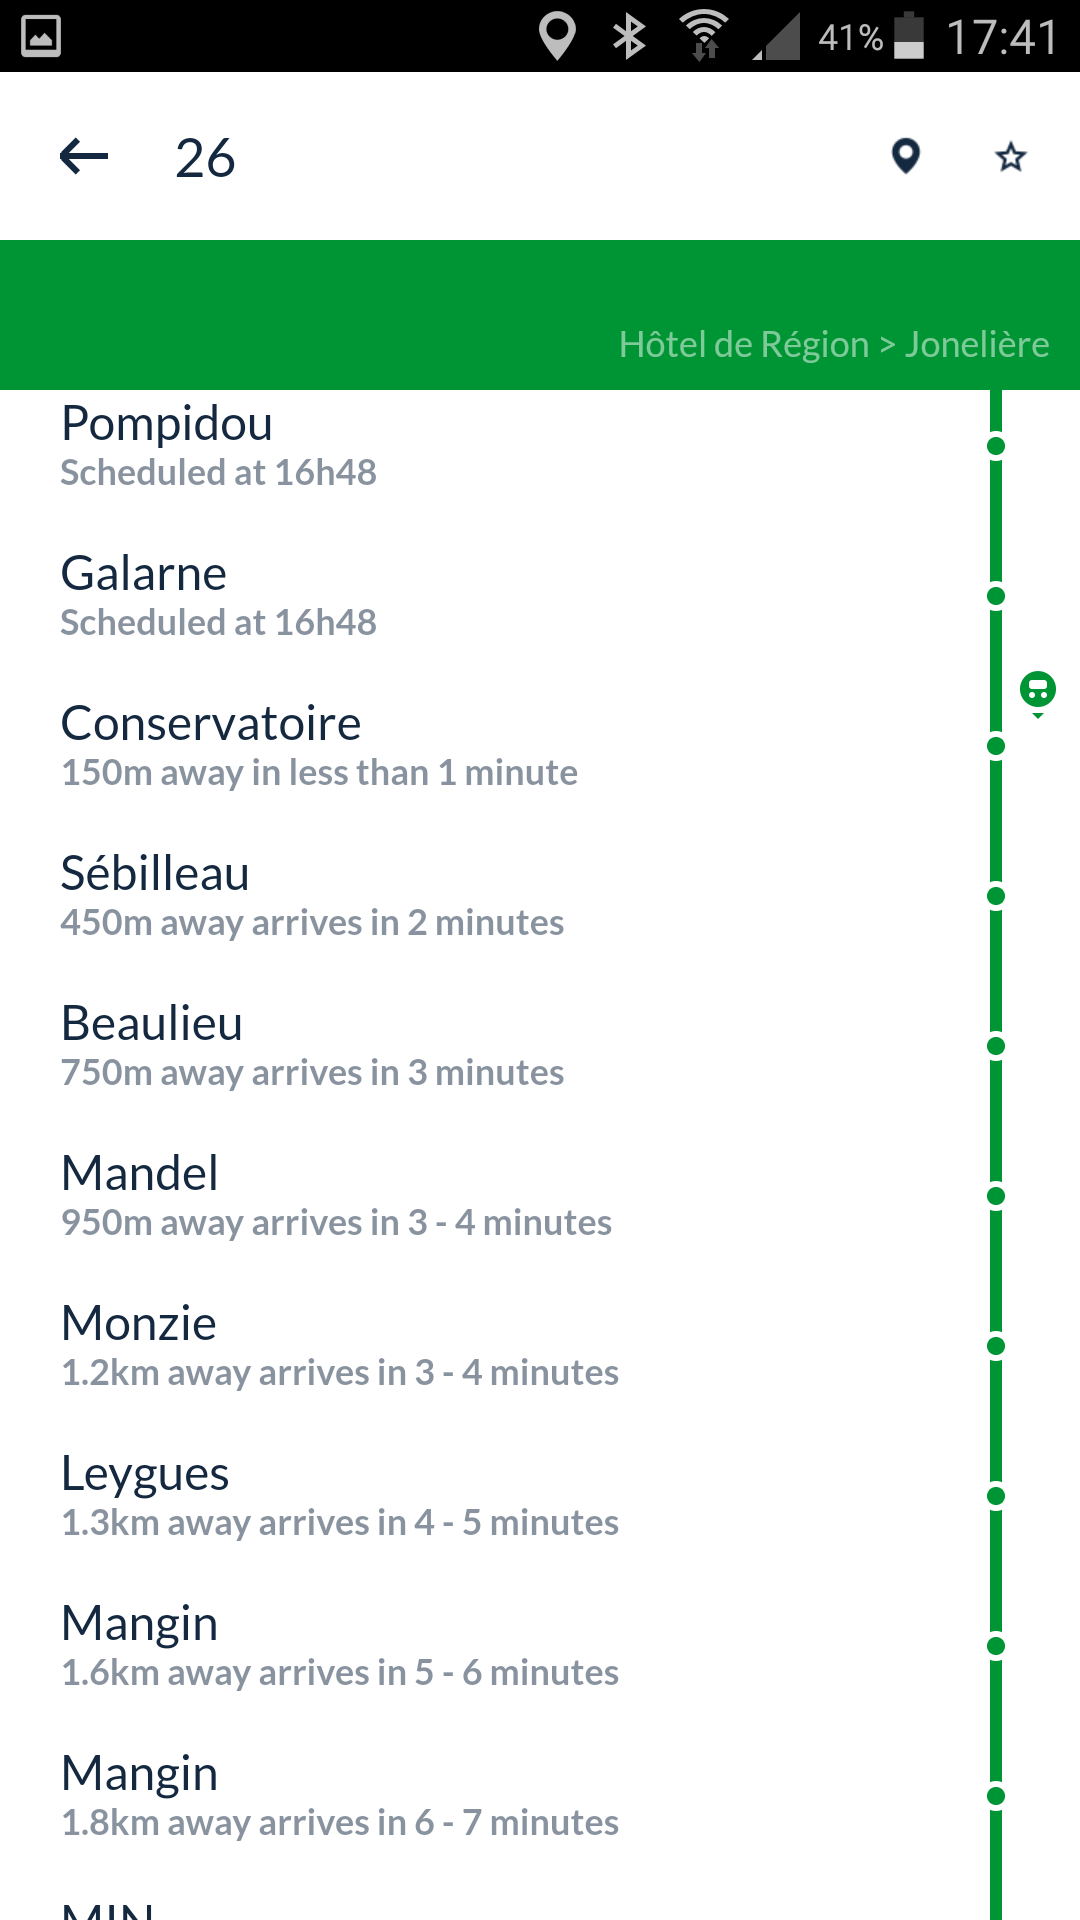 41% 17:41
26
Hôtel de Région > Jonelière
Pompidou
Scheduled at 16h48
Galarne
Scheduled at 16h48
Conservatoire
150m away in less than 1 minute
Sébilleau
450m away arrives in 2 minutes
Beaulieu
750m away arrives in 3 minutes
Mandel
950m away arrives in 3 - 4 minutes
Monzie
1.2km away arrives in 3 - 4 minutes
Leygues
1.3km away arrives in 4 - 5 minutes
Mangin
1.6km away arrives in 5 - 6 minutes
Mangin
1.8km away arrives in 6 - 7 minutes
MIN